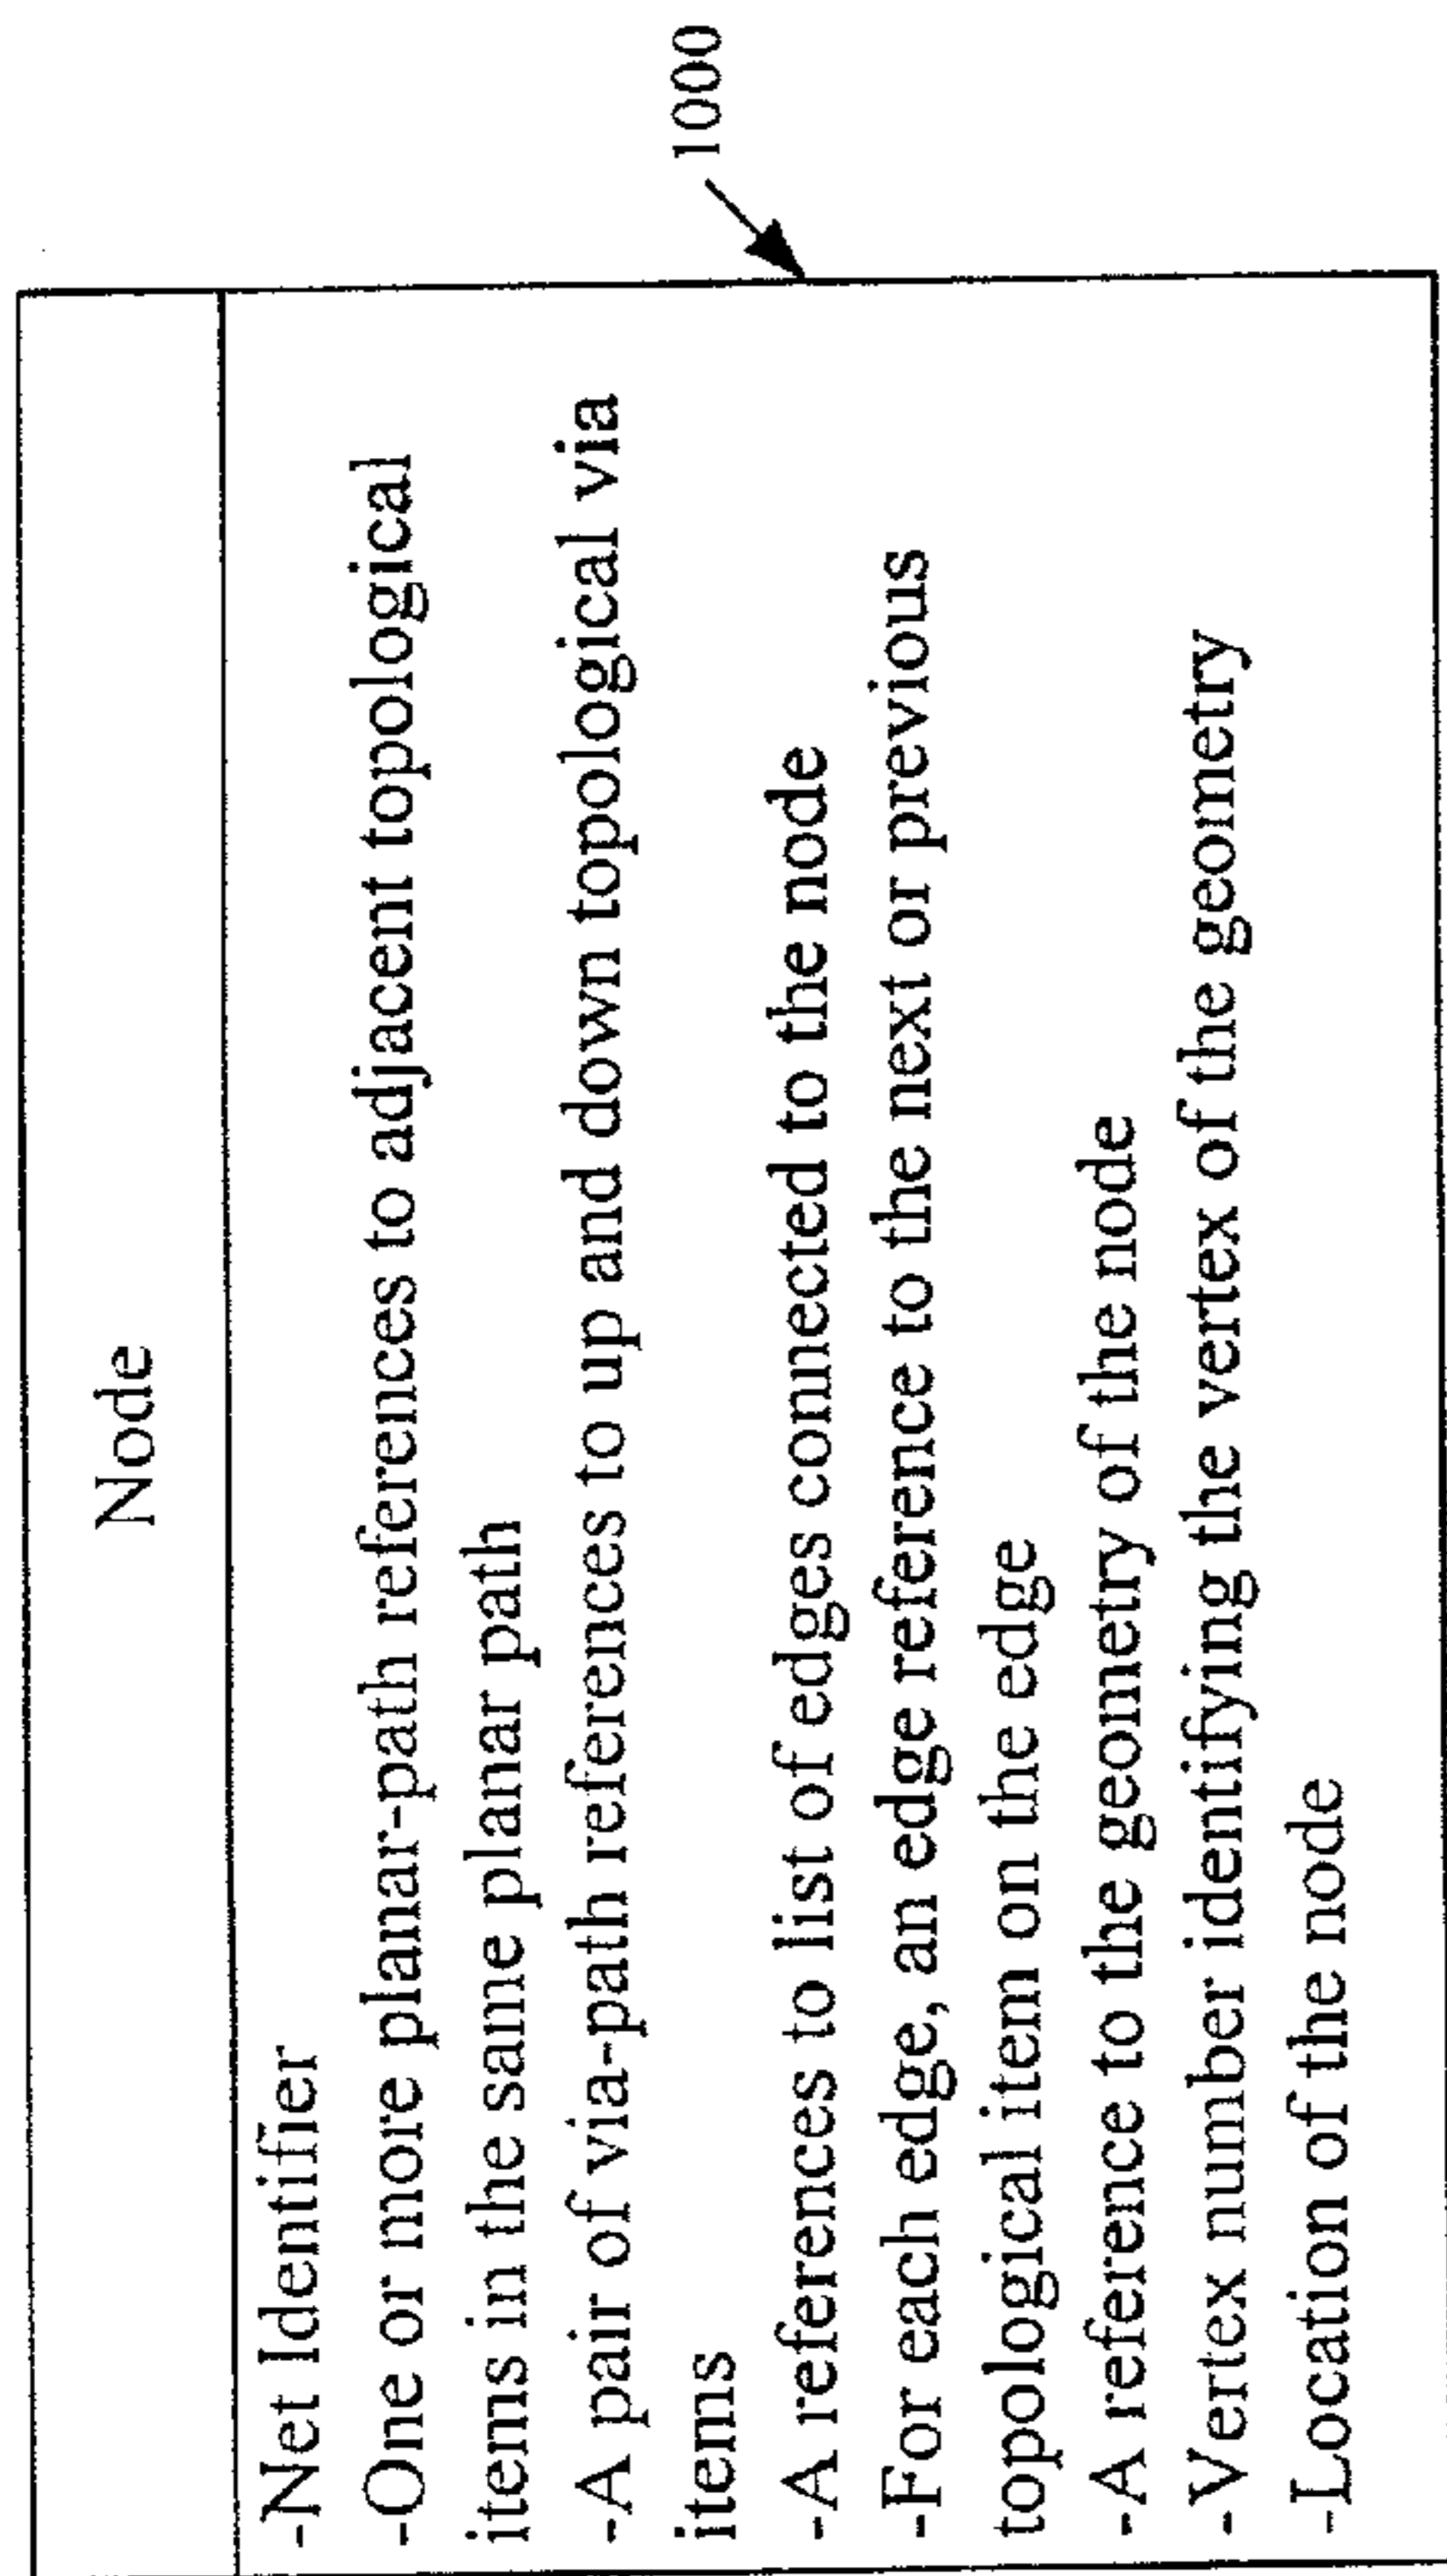 Node
-Net Identifier
-One or more planar-path references to adjacent topological
items in the same planar path
-A pair of via-path references to up and down topological via
items
-A references to list of edges connected to the node
-For each edge, an edge reference to the next or previous
topological item on the edge
-A reference to the geometry of the node
-Vertex number identifying the vertex of the geometry
-Location of the node
1000